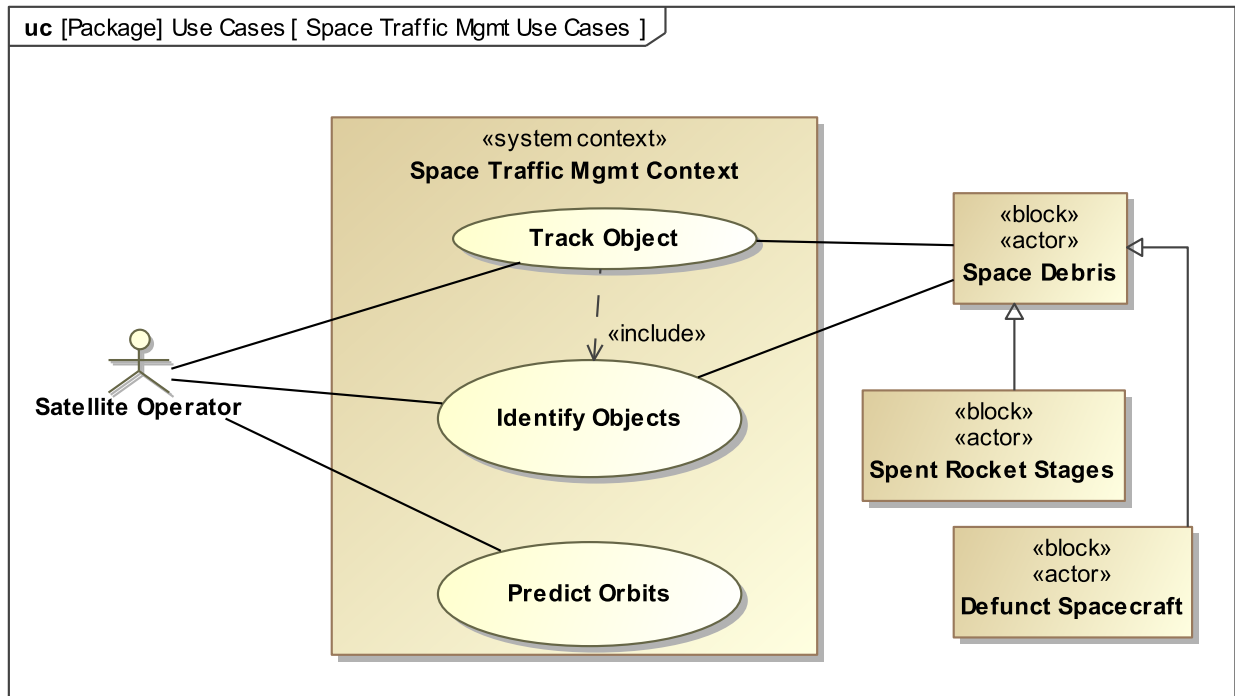 uc [Package] Use Cases [ Space Traffic Mgmt Use Cases ]
«system context»
Space Traffic Mgmt Context
Track Object
«include»
Identify Objects
Predict Orbits
Satellite Operator
«block»
«actor»
Space Debris
«block»
«actor»
Spent Rocket Stages
«block»
«actor»
Defunct Spacecraft